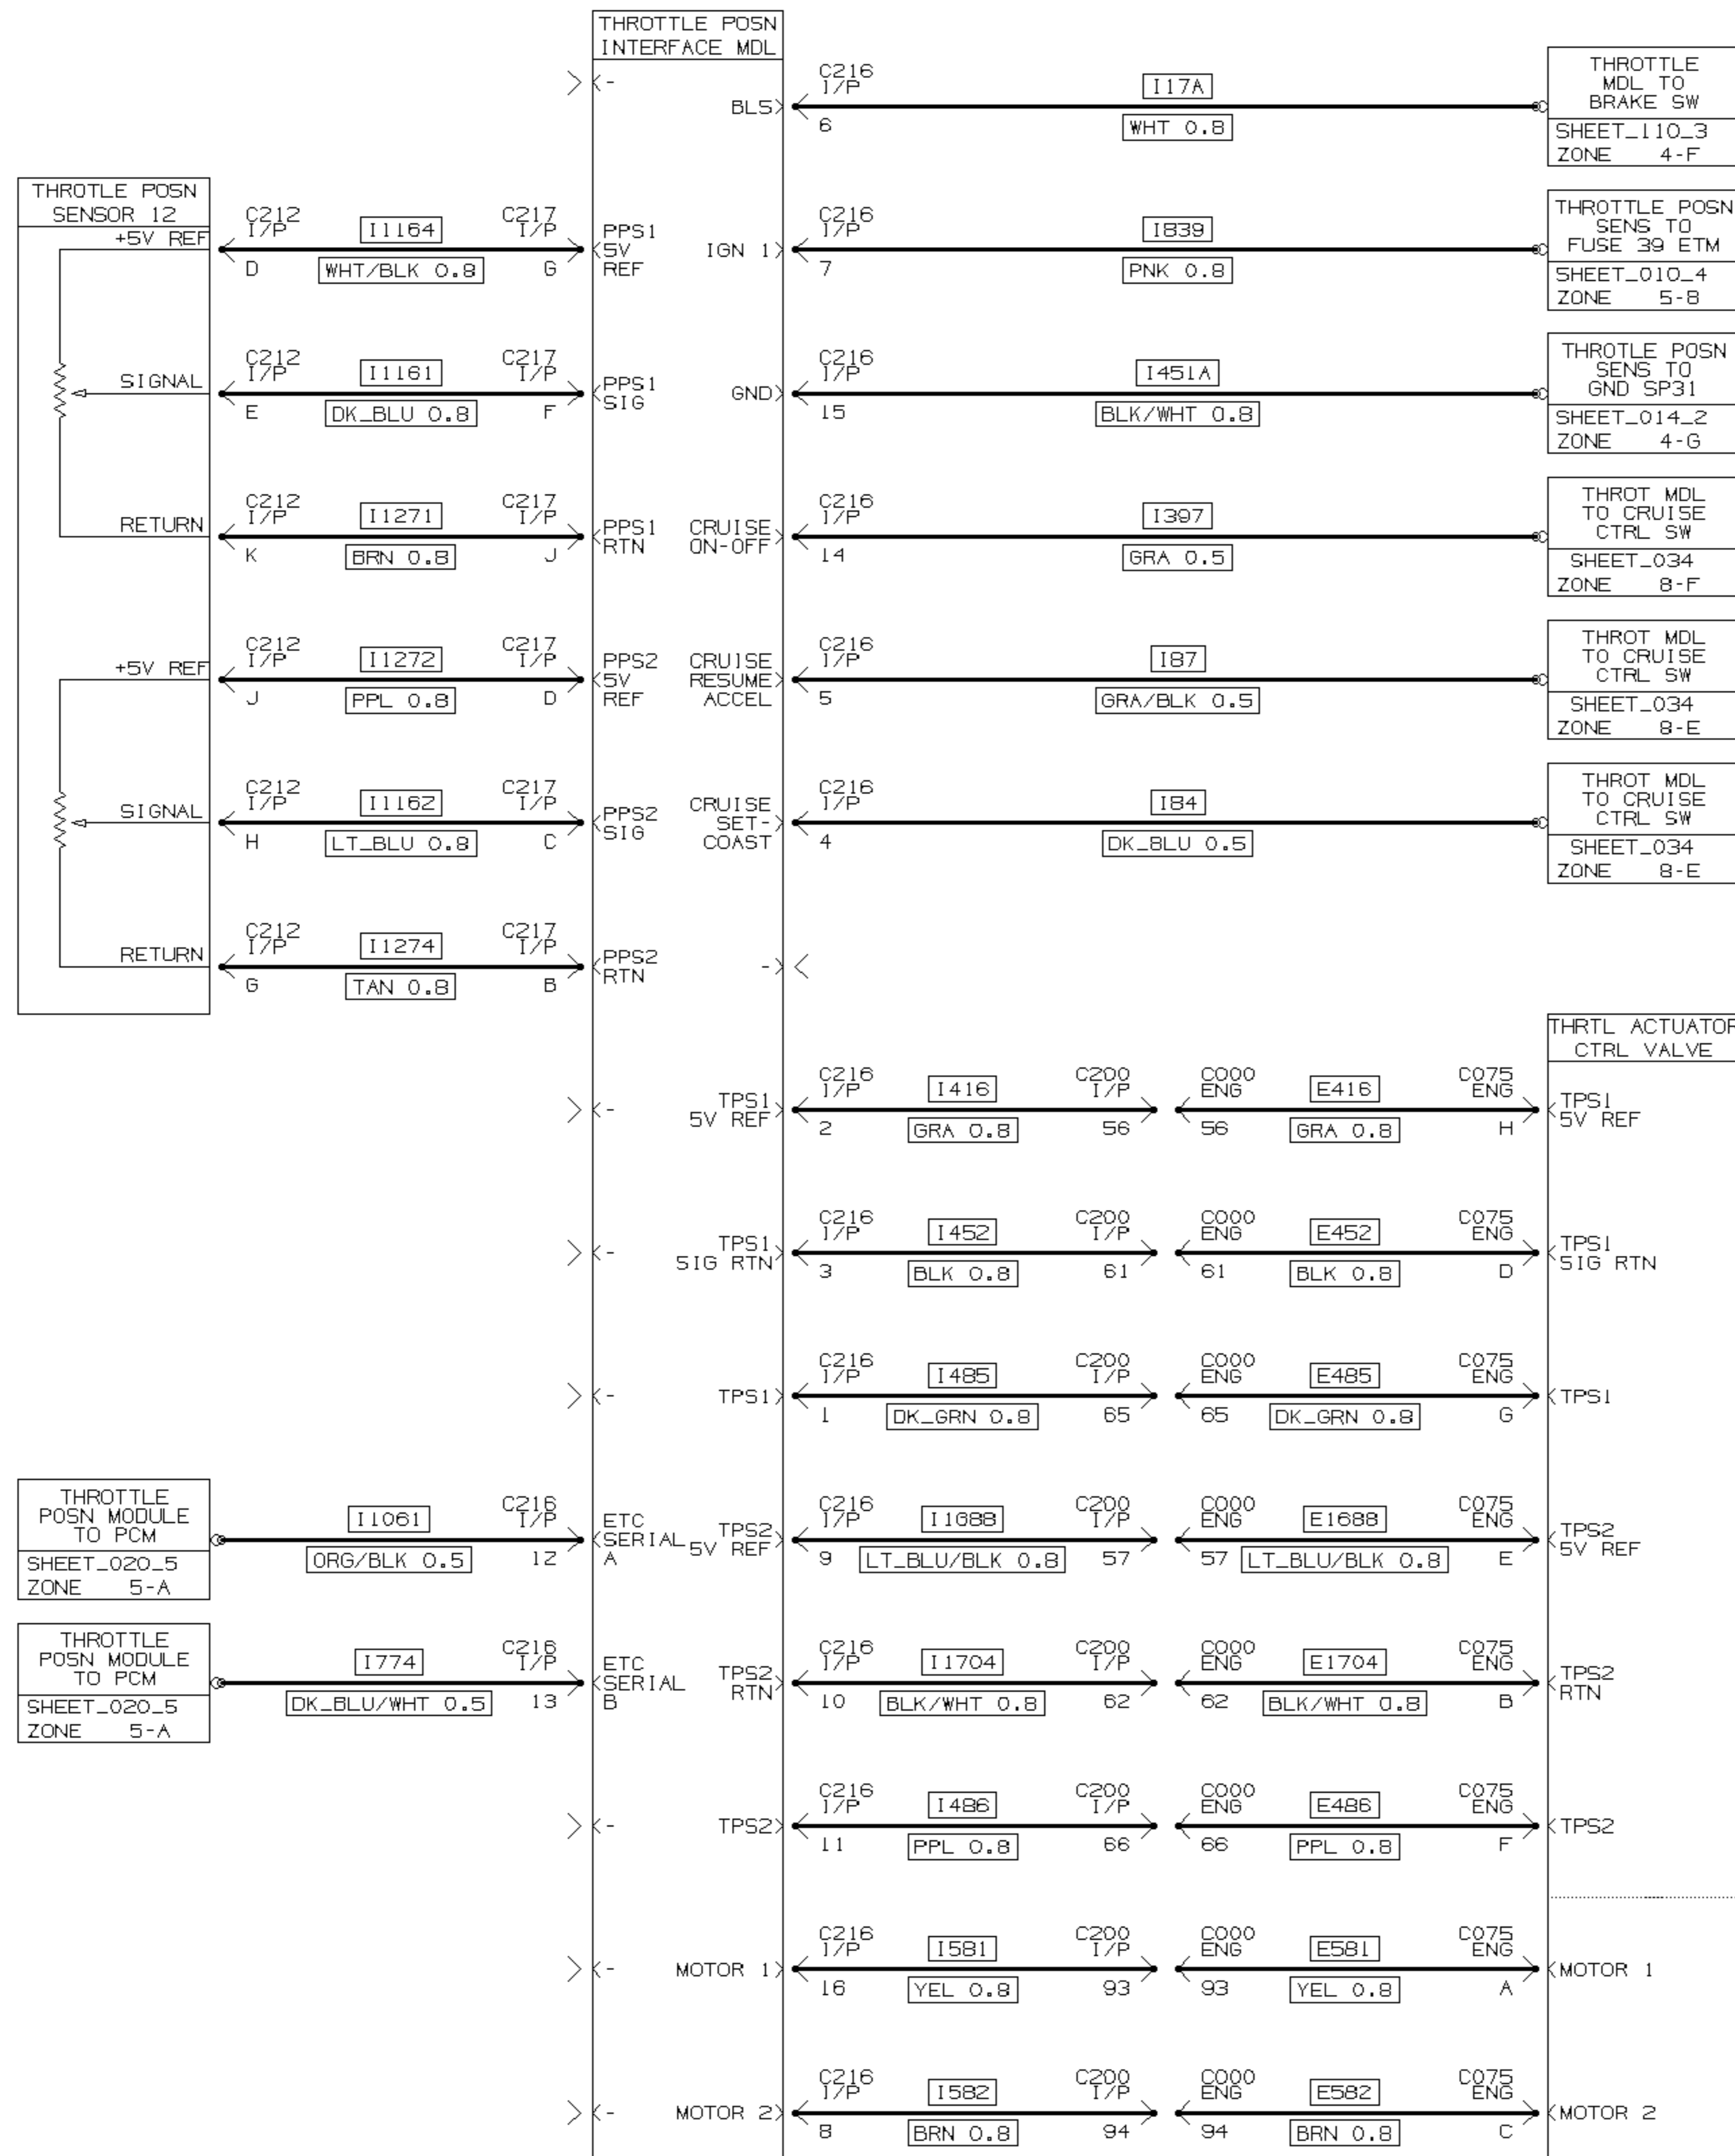 THROTTLE POSN
INTERFACE MDL
-
BLS
C216
I/P
6
I17A
WHT 0.8
THROTTLE
MDL TO
BRAKE SW
SHEET_110_3
ZONE 4-F
THROTLE POSN
SENSOR 12
+5V REF
C212
I/P
D
I1164
WHT/BLK 0.8
C217
I/P
G
PPS1
5V
REF
IGN 1
C216
I/P
7
I839
PNK 0.8
THROTTLE POSN
SENS TO
FUSE 39 ETM
SHEET_010_4
ZONE 5-8
SIGNAL
C212
I/P
E
I1161
DK_BLU 0.8
C217
I/P
F
PPS1
SIG
GND
C216
I/P
15
I451A
BLK/WHT 0.8
THROTLE POSN
SENS TO
GND SP31
SHEET_014_2
ZONE 4-G
RETURN
C212
I/P
K
I1271
BRN 0.8
C217
I/P
J
PPS1
RTN
CRUISE
ON-OFF
C216
I/P
14
I397
GRA 0.5
THROT MDL
TO CRUISE
CTRL SW
SHEET_034
ZONE 8-F
+5V REF
C212
I/P
J
I1272
PPL 0.8
C217
I/P
D
PPS2
5V
REF
CRUISE
RESUME
ACCEL
C216
I/P
5
I87
GRA/BLK 0.5
THROT MDL
TO CRUISE
CTRL SW
SHEET_034
ZONE 8-E
SIGNAL
C212
I/P
H
I1162
LT_BLU 0.8
C217
I/P
C
PPS2
SIG
CRUISE
SET-
COAST
C216
I/P
4
I84
DK_BLU 0.5
THROT MDL
TO CRUISE
CTRL SW
SHEET_034
ZONE 8-E
RETURN
C212
I/P
G
I1274
TAN 0.8
C217
I/P
B
PPS2
RTN
-
THRTL ACTUATOR
CTRL VALVE
-
TPS1
5V REF
C216
I/P
2
I416
GRA 0.8
C200
I/P
56
C000
ENG
56
E416
GRA 0.8
C075
ENG
H
TPS1
5V REF
-
TPS1
SIG RTN
C216
I/P
3
I452
BLK 0.8
C200
I/P
61
C000
ENG
61
E452
BLK 0.8
C075
ENG
D
TPS1
SIG RTN
-
TPS1
C216
I/P
1
I485
DK_GRN 0.8
C200
I/P
65
C000
ENG
65
E485
DK_GRN 0.8
C075
ENG
G
TPS1
THROTTLE
POSN MODULE
TO PCM
SHEET_020_5
ZONE 5-A
I1061
ORG/BLK 0.5
C216
I/P
12
ETC
SERIAL
A
TPS2
5V REF
C216
I/P
9
I1688
LT_BLU/BLK 0.8
C200
I/P
57
C000
ENG
57
E1688
LT_BLU/BLK 0.8
C075
ENG
E
TPS2
5V REF
THROTTLE
POSN MODULE
TO PCM
SHEET_020_5
ZONE 5-A
I774
DK_BLU/WHT 0.5
C216
I/P
13
ETC
SERIAL
B
TPS2
RTN
C216
I/P
10
I1704
BLK/WHT 0.8
C200
I/P
62
C000
ENG
62
E1704
BLK/WHT 0.8
C075
ENG
B
TPS2
RTN
-
TPS2
C216
I/P
11
I486
PPL 0.8
C200
I/P
66
C000
ENG
66
E486
PPL 0.8
C075
ENG
F
TPS2
-
MOTOR 1
C216
I/P
16
I581
YEL 0.8
C200
I/P
93
C000
ENG
93
E581
YEL 0.8
C075
ENG
A
MOTOR 1
-
MOTOR 2
C216
I/P
8
I582
BRN 0.8
C200
I/P
94
C000
ENG
94
E582
BRN 0.8
C075
ENG
C
MOTOR 2